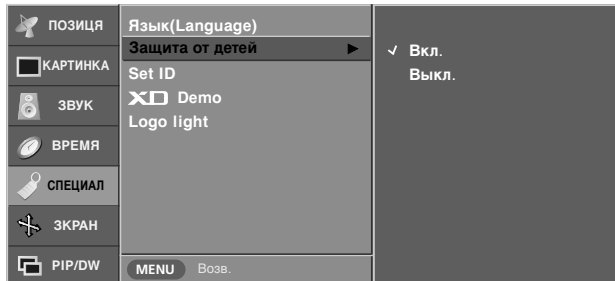 ПОЗИЦЯ
КАРТИНКА
ЗВУК
ВРЕМЯ
СПЕЦИАЛ
ЗКРАН
PIP/DW
Язык(Language)
Защита от детей ►
Set ID
XD Demo
Logo light
MENU Возв.
✓ Вкл.
Выкл.